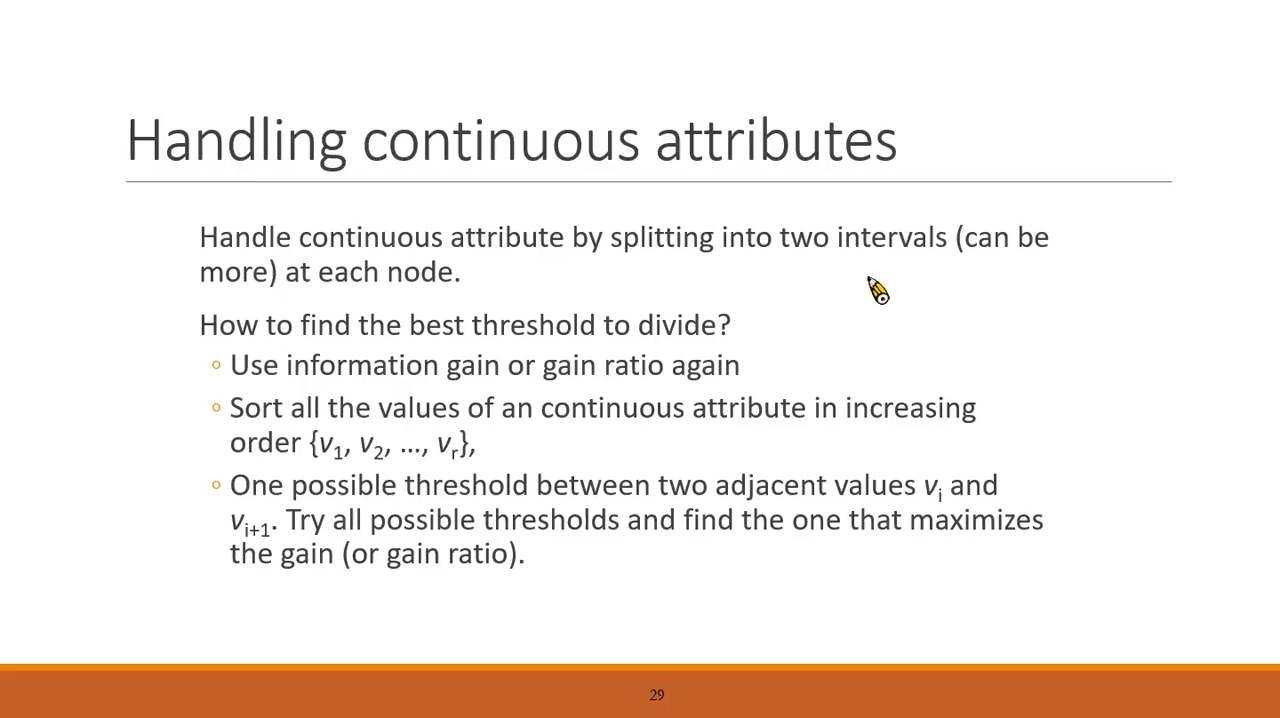 Handling continuous attributes
Handle continuous attribute by splitting into two intervals (can be
more) at each node.
How to find the best threshold to divide?
◦ Use information gain or gain ratio again
◦ Sort all the values of an continuous attribute in increasing
order {v1, v2, …, vr},
◦ One possible threshold between two adjacent values vi and
vi+1. Try all possible thresholds and find the one that maximizes
the gain (or gain ratio).
29